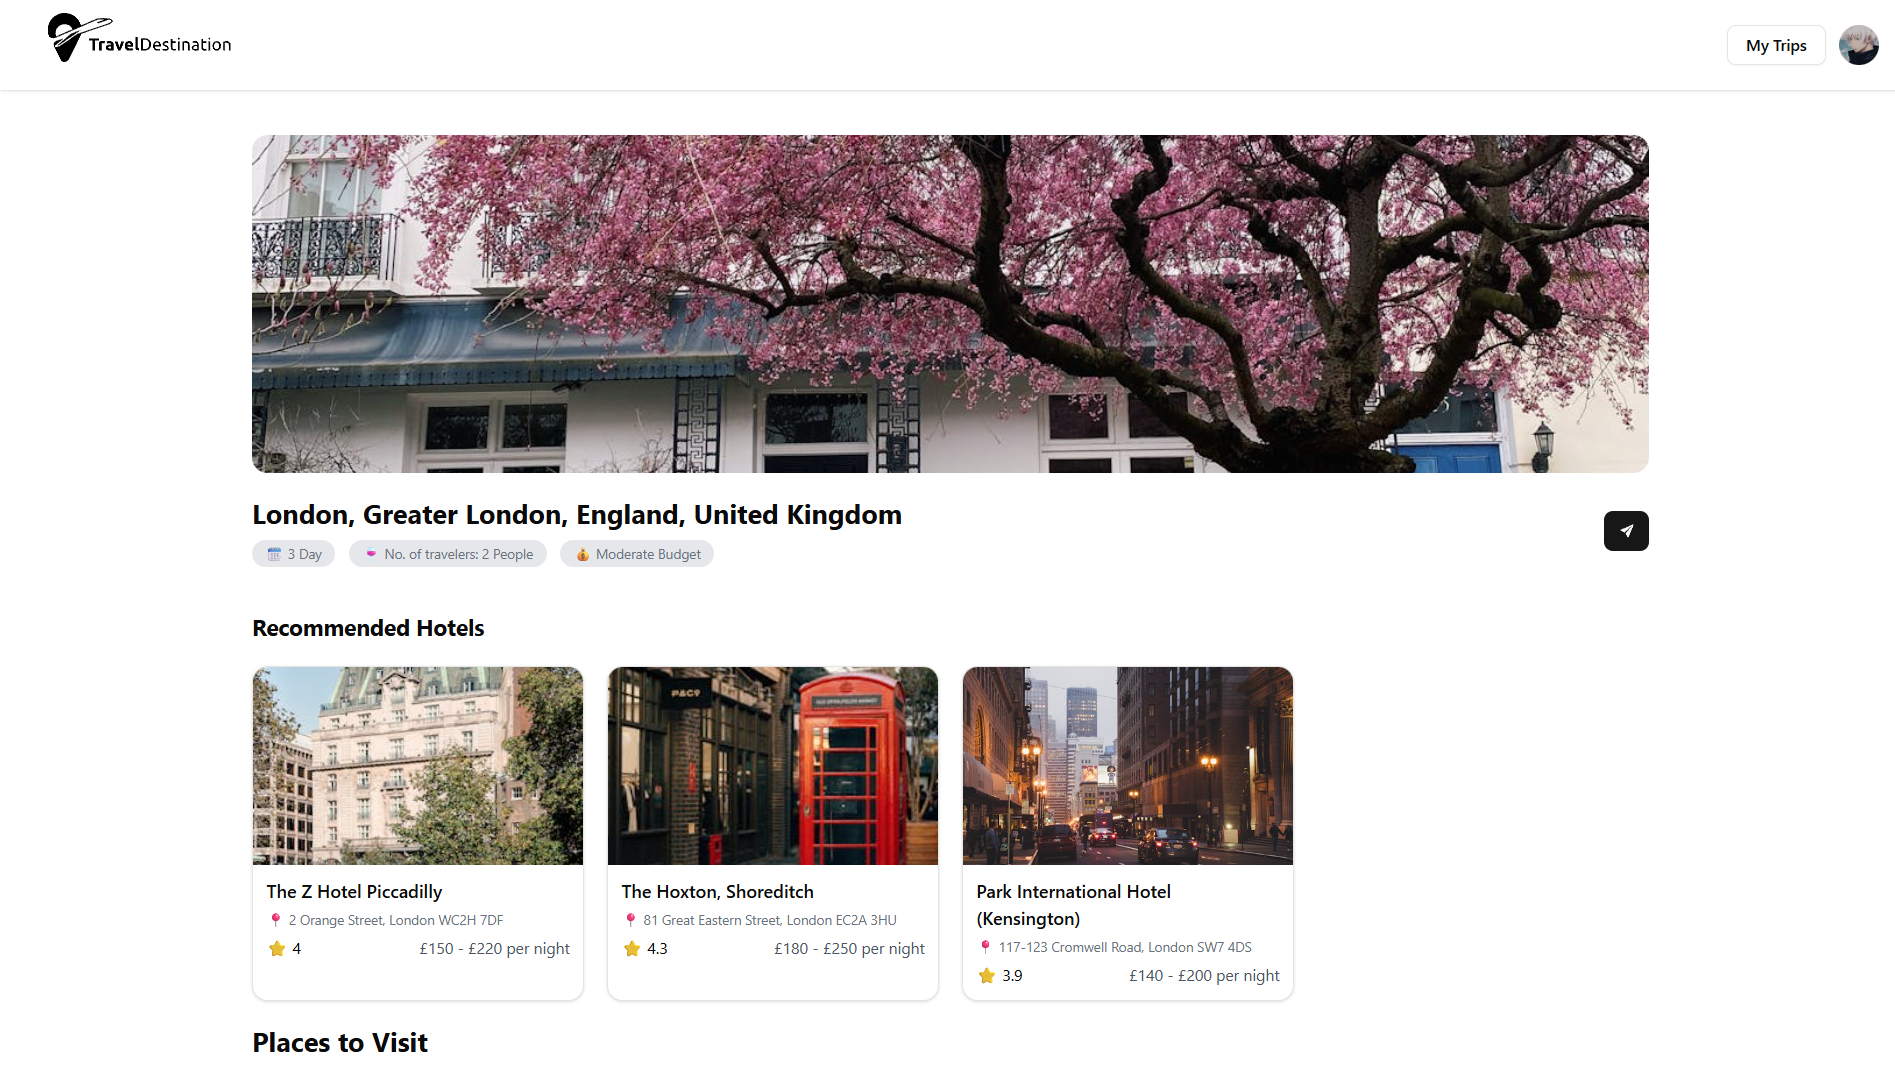 TravelDestination
My Trips
London, Greater London, England, United Kingdom
3 Day
No. of travelers: 2 People
Moderate Budget
Recommended Hotels
P&CO
The Z Hotel Piccadilly
2 Orange Street, London WC2H 7DF
4
£150 - £220 per night
The Hoxton, Shoreditch
81 Great Eastern Street, London EC2A 3HU
4.3
£180 - £250 per night
Park International Hotel
(Kensington)
117-123 Cromwell Road, London SW7 4DS
3.9
£140 - £200 per night
Places to Visit